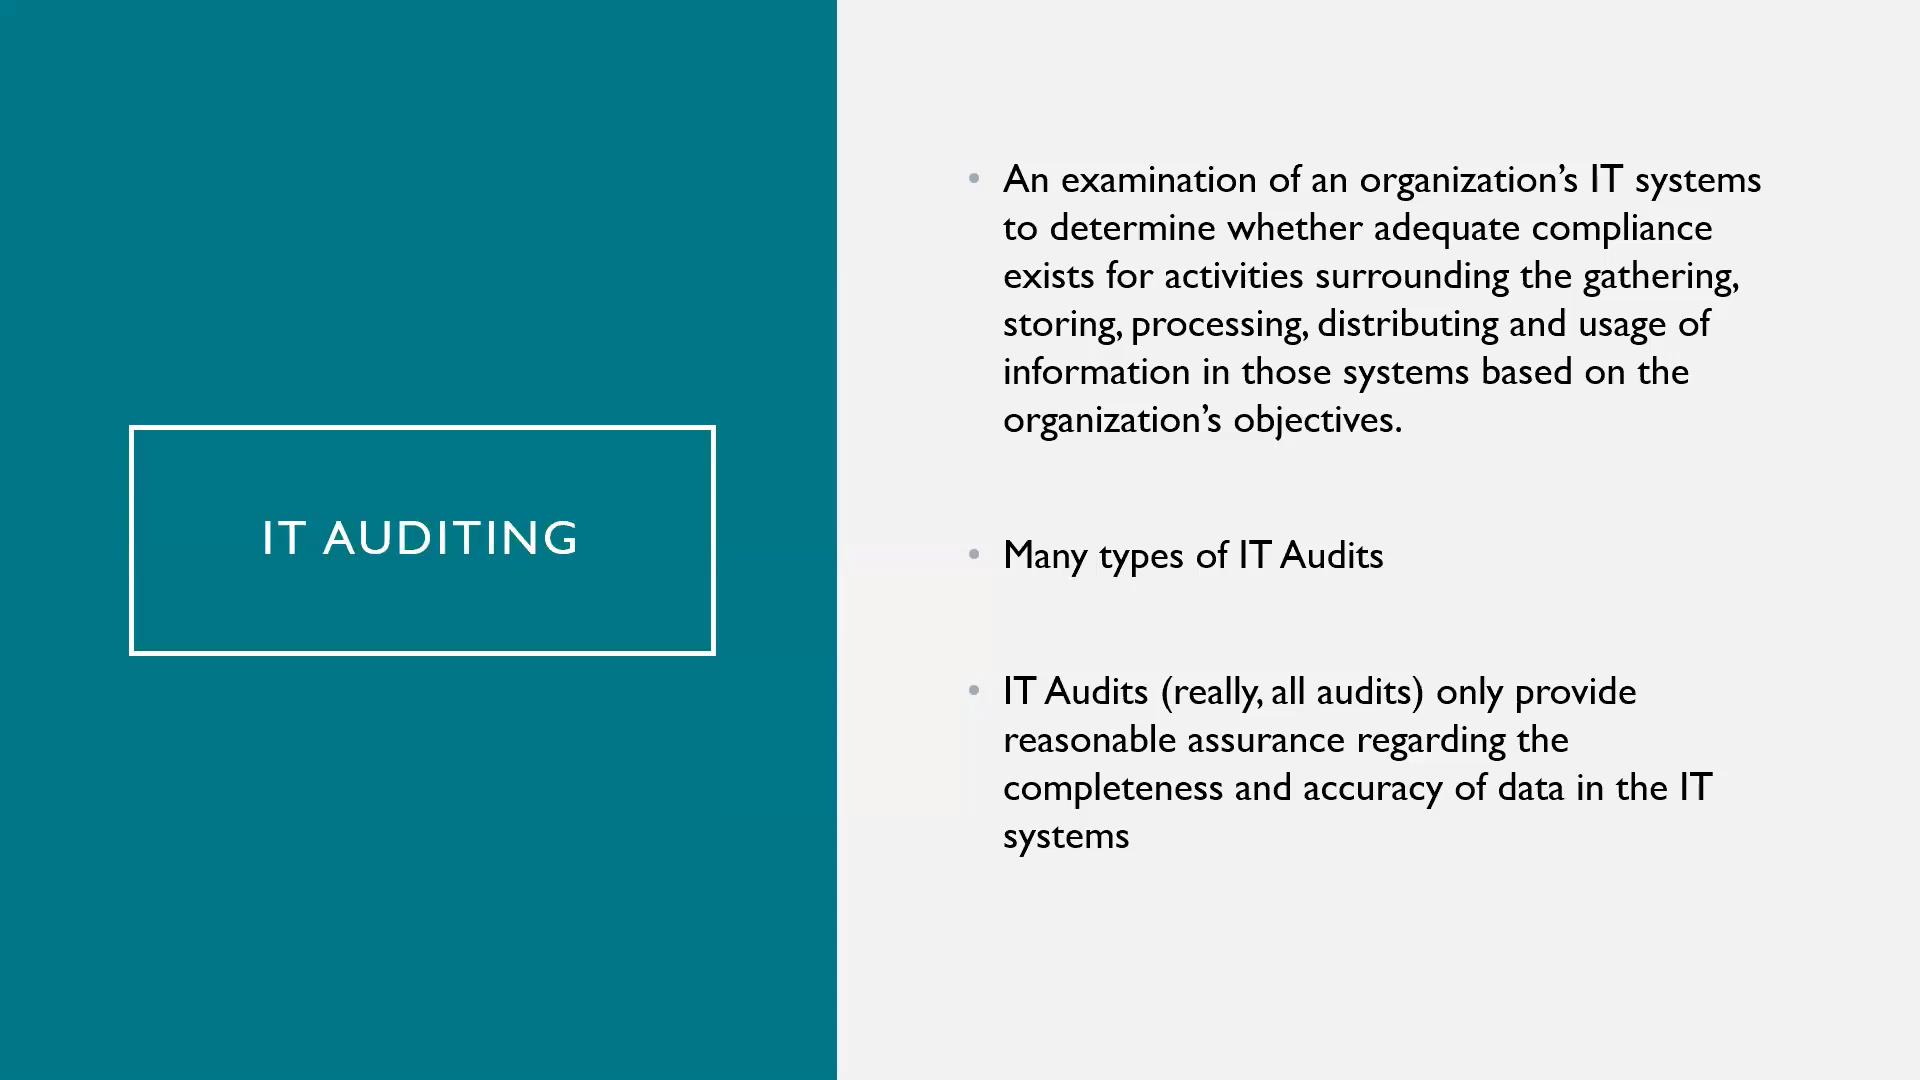 IT AUDITING
• An examination of an organization’s IT systems
to determine whether adequate compliance
exists for activities surrounding the gathering,
storing, processing, distributing and usage of
information in those systems based on the
organization’s objectives.
• Many types of IT Audits
• IT Audits (really, all audits) only provide
reasonable assurance regarding the
completeness and accuracy of data in the IT
systems